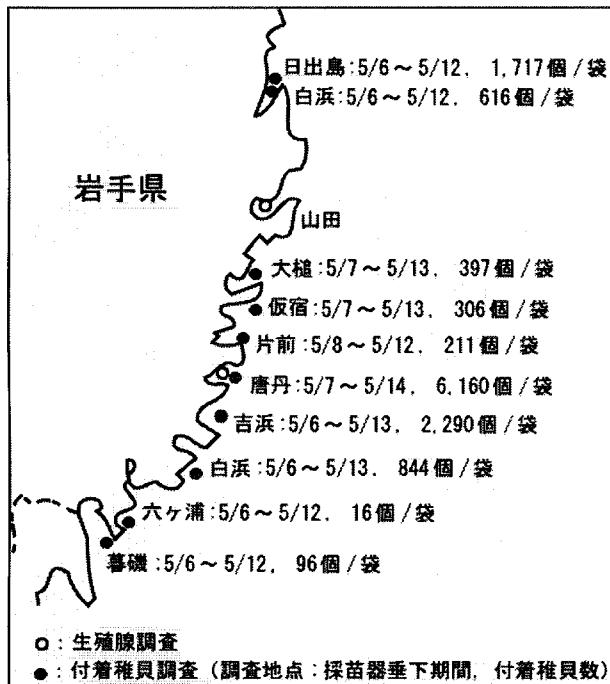 日出島:5/6～5/12, 1,717個/袋
白浜:5/6～5/12, 616個/袋
岩手県
山田
大槌:5/7～5/13, 397個/袋
仮宿:5/7～5/13, 306個/袋
片前:5/8～5/12, 211個/袋
唐丹:5/7～5/14, 6,160個/袋
吉浜:5/6～5/13, 2,290個/袋
白浜:5/6～5/13, 844個/袋
六ヶ浦:5/6～5/12, 16個/袋
暮磯:5/6～5/12, 96個/袋
○:生殖腺調査
●:付着稚貝調査 (調査地点:採苗器垂下期間, 付着稚貝数)